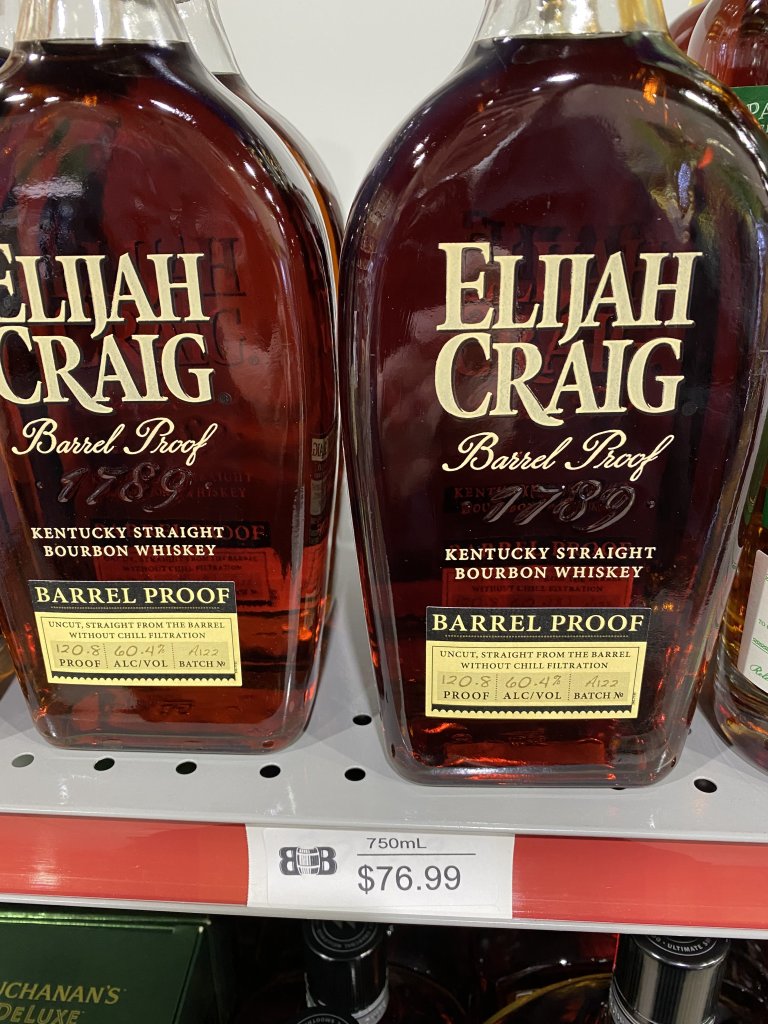 ELIJAH
CRAIG
Barrel Proof
1789
KENTUCKY STRAIGHT
BOURBON WHISKEY
BARREL PROOF
UNCUT, STRAIGHT FROM THE BARREL
WITHOUT CHILL FILTRATION
120.8 60.4% A122
PROOF ALC/VOL BATCH Nº
ELIJAH
CRAIG
Barrel Proof
1789
KENTUCKY STRAIGHT
BOURBON WHISKEY
BARREL PROOF
UNCUT, STRAIGHT FROM THE BARREL
WITHOUT CHILL FILTRATION
120.8 60.4% A122
PROOF ALC/VOL BATCH Nº
750mL
$76.99
UCHANAN'S
DELUXE
ULTIMATE